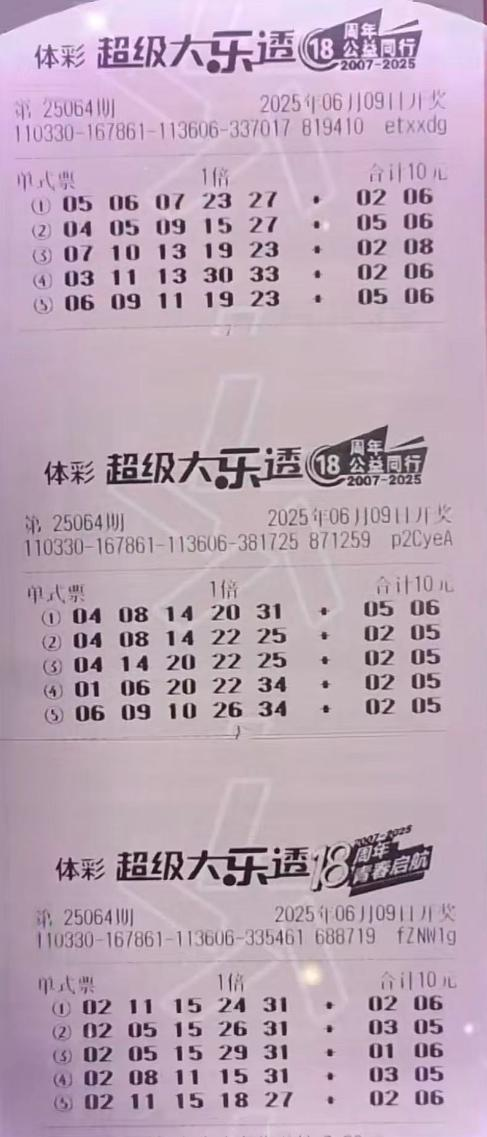 体彩 超级大乐透 18 周年 公益同行 2007-2025
第 25064期 2025年06月09日开奖
110330-167861-113606-337017 819410 etxxdg
单式票 1倍 合计10元
① 05 06 07 23 27 + 02 06
② 04 05 09 15 27 + 05 06
③ 07 10 13 19 23 + 02 08
④ 03 11 13 30 33 + 02 06
⑤ 06 09 11 19 23 + 05 06
体彩 超级大乐透 18 周年 公益同行 2007-2025
第 25064期 2025年06月09日开奖
110330-167861-113606-381725 871259 p2CyeA
单式票 1倍 合计10元
① 04 08 14 20 31 + 05 06
② 04 08 14 22 25 + 02 05
③ 04 14 20 22 25 + 02 05
④ 01 06 20 22 34 + 02 05
⑤ 06 09 10 26 34 + 02 05
体彩 超级大乐透 18 2007-2025 周年 青春启航
第 25064期 2025年06月09日开奖
110330-167861-113606-335461 688719 fZNW1g
单式票 1倍 合计10元
① 02 11 15 24 31 + 02 06
② 02 05 15 26 31 + 03 05
③ 02 05 15 29 31 + 01 06
④ 02 08 11 15 31 + 03 05
⑤ 02 11 15 18 27 + 02 06